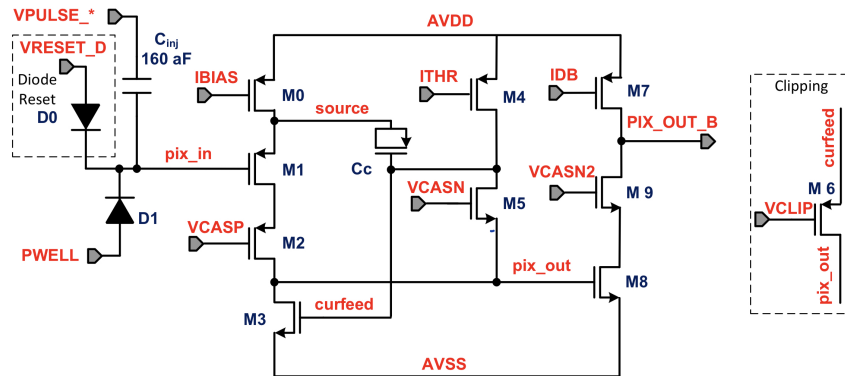 VPULSE_*
AVDD
VRESET_D
Cinj
160 aF
Diode
Reset
D0
IBIAS
M0
source
ITHR
M4
IDB
M7
Clipping
PIX_OUT_B
curfeed
pix_in
M1
Cc
VCASN
M5
VCASN2
M 9
M 6
VCLIP
D1
VCASP
M2
PWELL
pix_out
M8
pix_out
curfeed
M3
AVSS